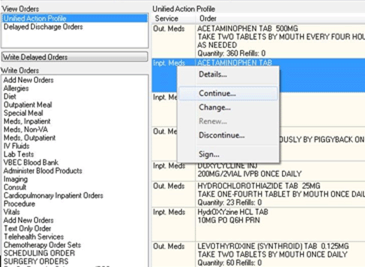 View Orders
Unified Action Profile
Delayed Discharge Orders
Write Delayed Orders
Write Orders
Add New Orders
Allergies
Diet
Outpatient Meal
Special Meal
Meds, Inpatient
Meds, Non-VA
Meds, Outpatient
IV Fluids
Lab Tests
VBEC Blood Bank
Administer Blood Products
Imaging
Consult
Cardiopulmonary Inpatient Orders
Procedure
Vitals
Add New Orders
Text Only Order
Telehealth Services
Chemotherapy Order Sets
SCHEDULING ORDER
SURGERY ORDERS
Unified Action Profile
Service Order
Out. Meds ACETAMINOPHEN TAB 500MG
TAKE TWO TABLETS BY MOUTH EVERY FOUR HOU
AS NEEDED
Quantity: 360 Refills: 0
Inpt. Meds ACETAMINOPHEN TAB
Details...
Continue...
Change...
Renew...
Discontinue...
Sign...
Inpt. Me
Out. Me
OUSLY BY PIGGYBACK ON
Inpt. Meds DOXYCYCLINE INJ
200MG/2VIAL IVPB ONCE DAILY
Out. Meds HYDROCHLOROTHIAZIDE TAB 25MG
TAKE ONE-FOURTH TABLET BY MOUTH ONCE DAIL
Quantity: 23 Refills: 0
Inpt. Meds HydrOXYzine HCL TAB
10MG PO Q6H PRN
Out. Meds LEVOTHYROXINE (SYNTHROID) TAB 0.125MG
TAKE TWO TABLETS BY MOUTH ONCE DAILY
Quantity: 60 Refills: 0